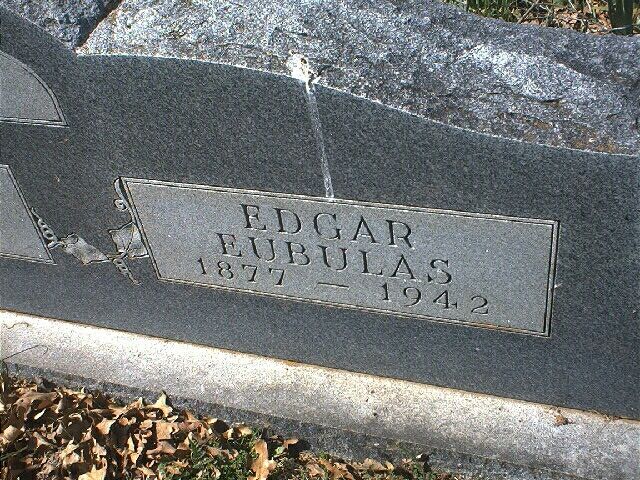 EDGAR
EUBULAS
1877 — 1942